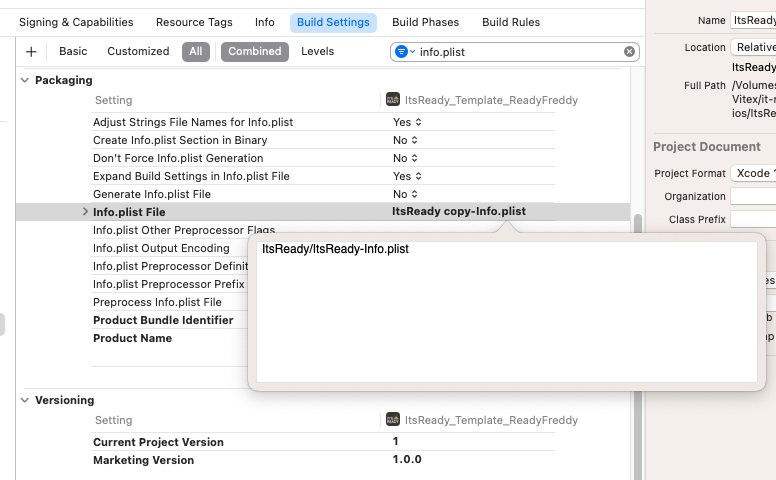 Signing & Capabilities Resource Tags Info Build Settings Build Phases Build Rules
+ Basic Customized All Combined Levels info.plist
Packaging
Setting ItsReady_Template_ReadyFreddy
Adjust Strings File Names for Info.plist Yes
Create Info.plist Section in Binary No
Don't Force Info.plist Generation No
Expand Build Settings in Info.plist File Yes
Generate Info.plist File No
Info.plist File ItsReady copy-Info.plist
Info.plist Other Preprocessor Flags
Info.plist Output Encoding
Info.plist Preprocessor Definit
Info.plist Preprocessor Prefix
Preprocess Info.plist File
Product Bundle Identifier
Product Name
ItsReady/ItsReady-Info.plist
Versioning
Setting ItsReady_Template_ReadyFreddy
Current Project Version 1
Marketing Version 1.0.0
Name ItsReady
Location Relative
ItsReady
Full Path /Volumes
Vitex/it-r
ios/ItsRe
Project Document
Project Format Xcode 1
Organization
Class Prefix
es
b
ap